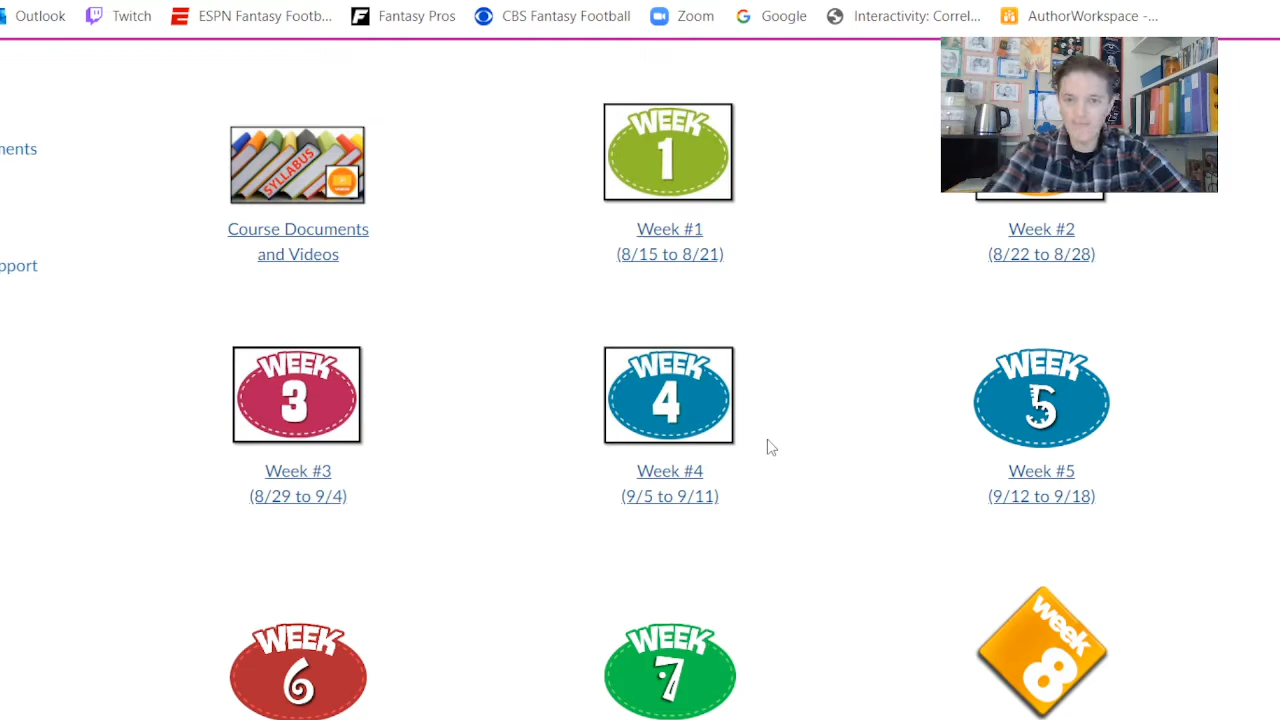 Outlook
Twitch
ESPN Fantasy Footb...
Fantasy Pros
CBS Fantasy Football
Zoom
Google
Interactivity: Correl...
AuthorWorkspace -...
ments
pport
SYLLABUS
Course Documents
and Videos
WEEK
1
Week #1
(8/15 to 8/21)
Week #2
(8/22 to 8/28)
WEEK
3
Week #3
(8/29 to 9/4)
WEEK
4
Week #4
(9/5 to 9/11)
WEEK
5
Week #5
(9/12 to 9/18)
WEEK
6
WEEK
7
week
8